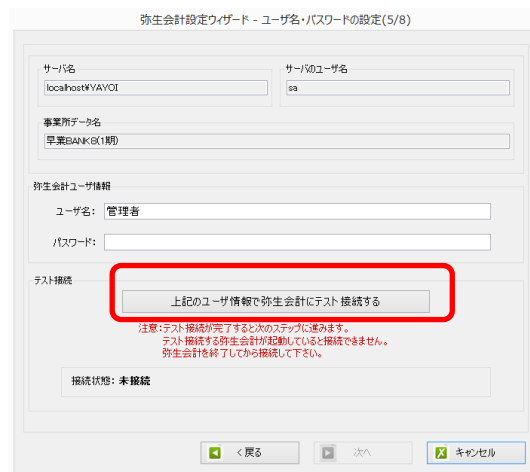 弥生会計設定ウィザード - ユーザ名・パスワードの設定(5/8)
サーバ名
サーバのユーザ名
localhost¥YAYOI
sa
事業所データ名
早業BANK8(1期)
弥生会計ユーザ情報
ユーザ名: 管理者
パスワード:
テスト接続
上記のユーザ情報で弥生会計にテスト接続する
注意:テスト接続が完了すると次のステップに進みます。
テスト接続する弥生会計が起動していると接続できません。
弥生会計を終了してから接続して下さい。
接続状態: 未接続
< 戻る
次へ
キャンセル